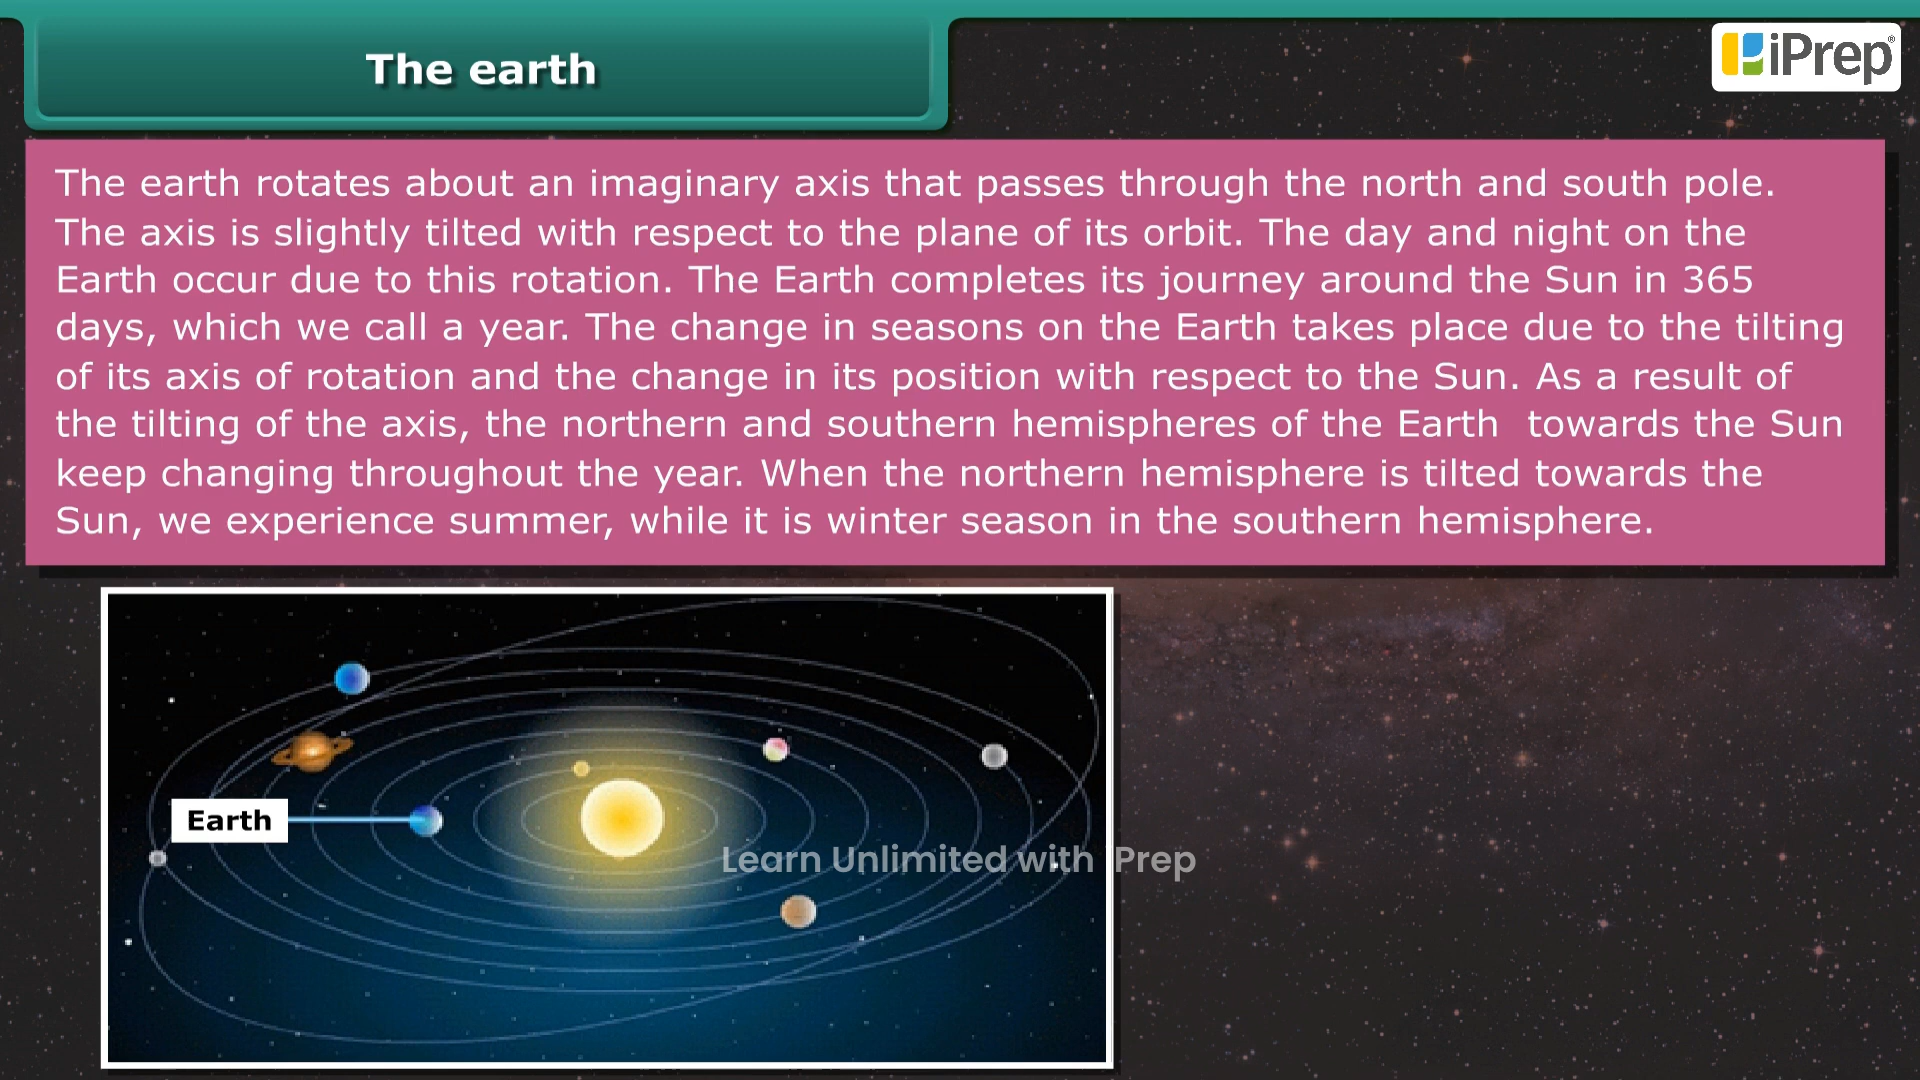 The earth
iPrep®
The earth rotates about an imaginary axis that passes through the north and south pole.
The axis is slightly tilted with respect to the plane of its orbit. The day and night on the
Earth occur due to this rotation. The Earth completes its journey around the Sun in 365
days, which we call a year. The change in seasons on the Earth takes place due to the tilting
of its axis of rotation and the change in its position with respect to the Sun. As a result of
the tilting of the axis, the northern and southern hemispheres of the Earth  towards the Sun
keep changing throughout the year. When the northern hemisphere is tilted towards the
Sun, we experience summer, while it is winter season in the southern hemisphere.
Earth
Learn Unlimited with Prep